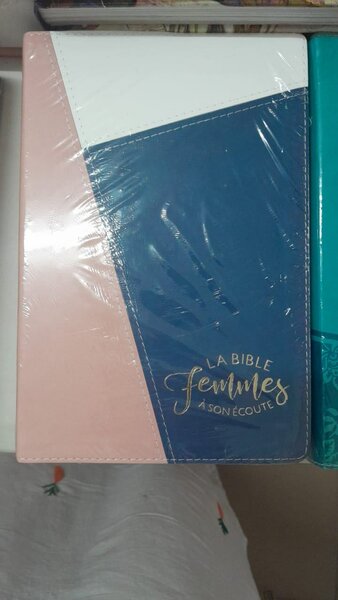 LA BIBLE
Femmes
À SON ÉCOUTE